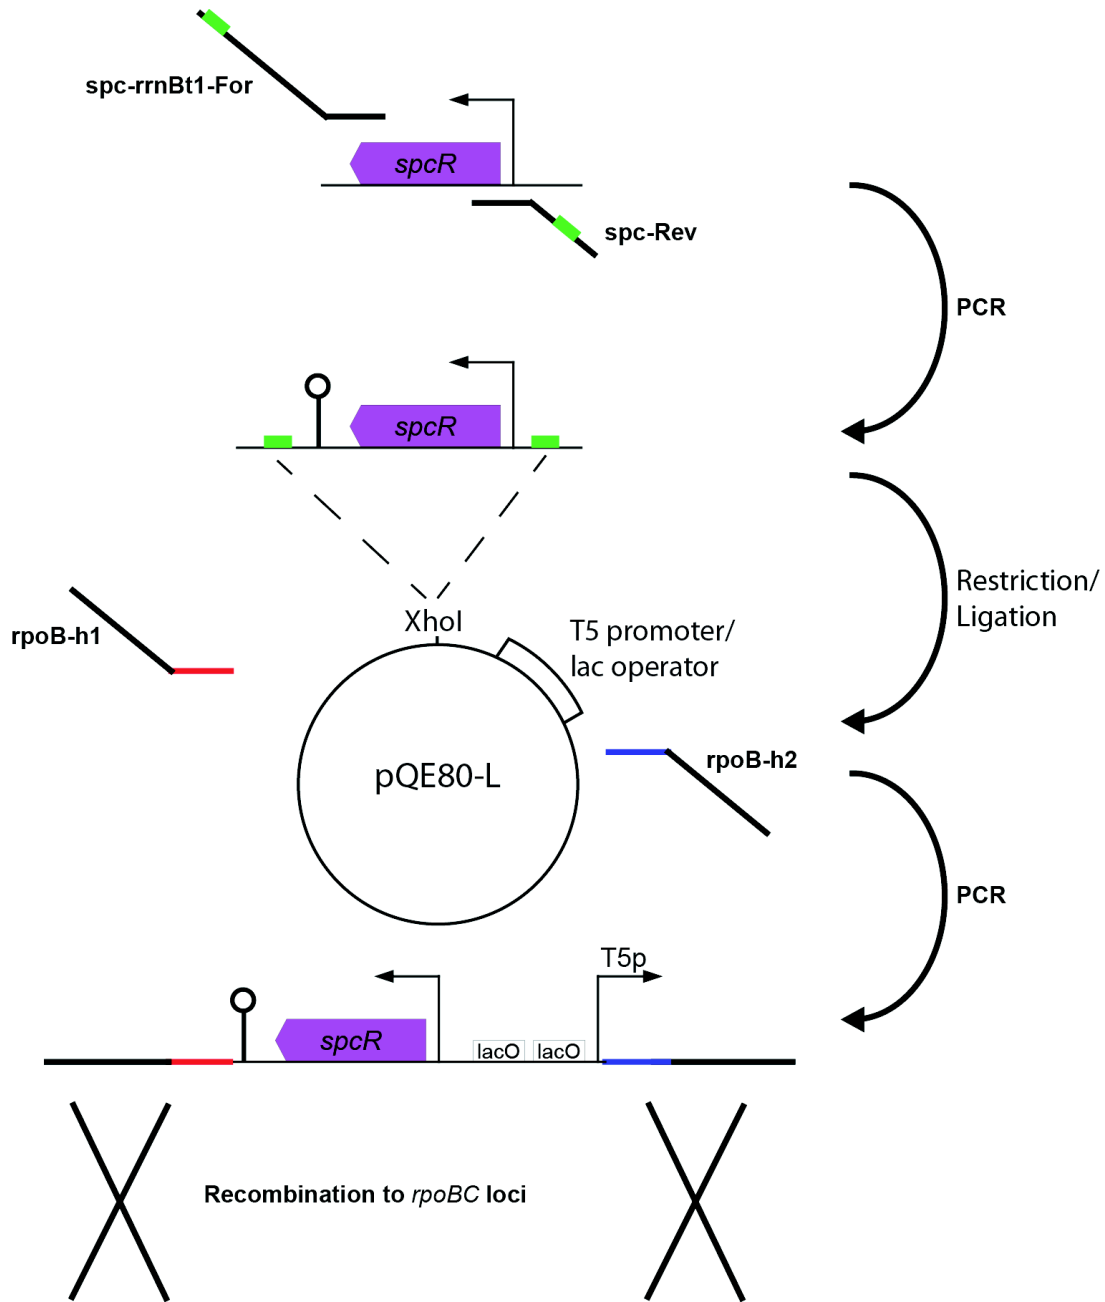 spc-rrnBt1-For
spcR
spc-Rev
PCR
spcR
Restriction/
Ligation
XhoI
rpoB-h1
T5 promoter/
lac operator
pQE80-L
rpoB-h2
PCR
T5p
spcR
lacO
lacO
Recombination to rpoBC loci